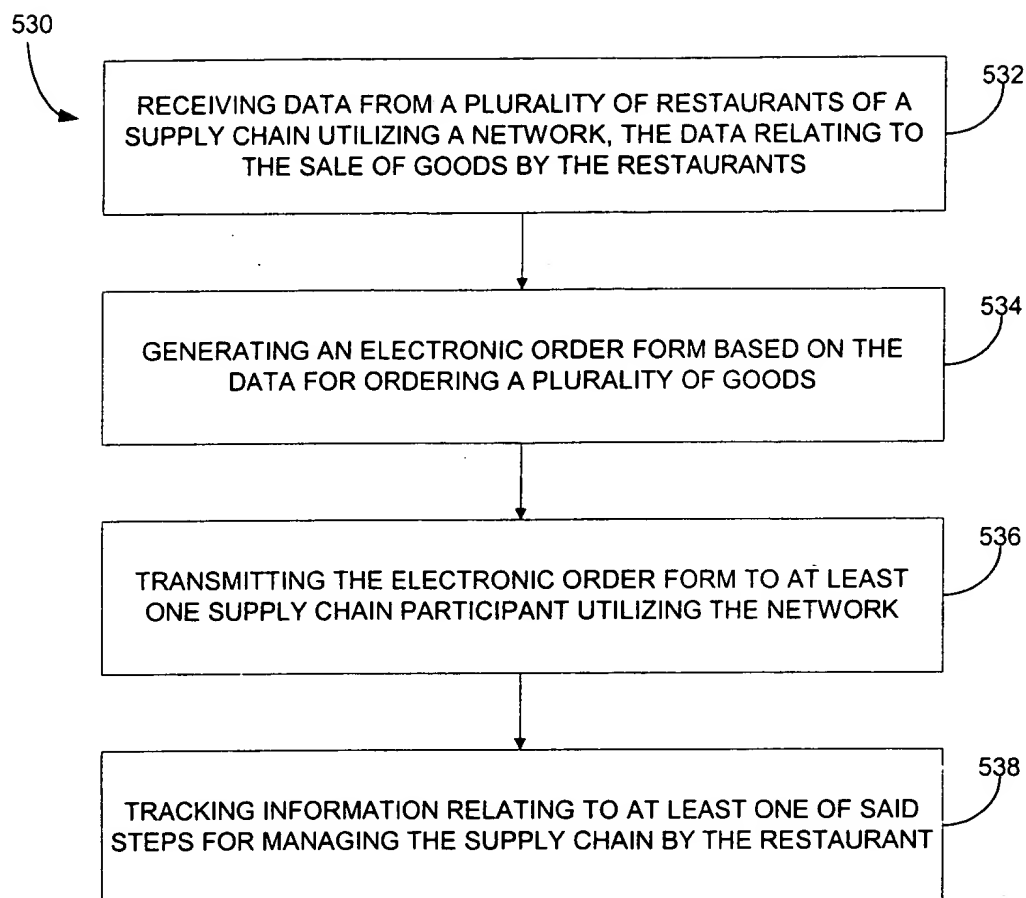 530
532
RECEIVING DATA FROM A PLURALITY OF RESTAURANTS OF A
SUPPLY CHAIN UTILIZING A NETWORK, THE DATA RELATING TO
THE SALE OF GOODS BY THE RESTAURANTS
534
GENERATING AN ELECTRONIC ORDER FORM BASED ON THE
DATA FOR ORDERING A PLURALITY OF GOODS
536
TRANSMITTING THE ELECTRONIC ORDER FORM TO AT LEAST
ONE SUPPLY CHAIN PARTICIPANT UTILIZING THE NETWORK
538
TRACKING INFORMATION RELATING TO AT LEAST ONE OF SAID
STEPS FOR MANAGING THE SUPPLY CHAIN BY THE RESTAURANT